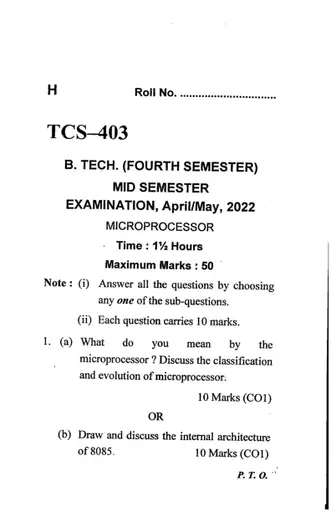 H Roll No. ................................
TCS–403
B. TECH. (FOURTH SEMESTER)
MID SEMESTER
EXAMINATION, April/May, 2022
MICROPROCESSOR
Time : 1½ Hours
Maximum Marks : 50
Note : (i) Answer all the questions by choosing
any one of the sub-questions.
(ii) Each question carries 10 marks.
1. (a) What do you mean by the
microprocessor ? Discuss the classification
and evolution of microprocessor.
10 Marks (CO1)
OR
(b) Draw and discuss the internal architecture
of 8085. 10 Marks (CO1)
P. T. O.